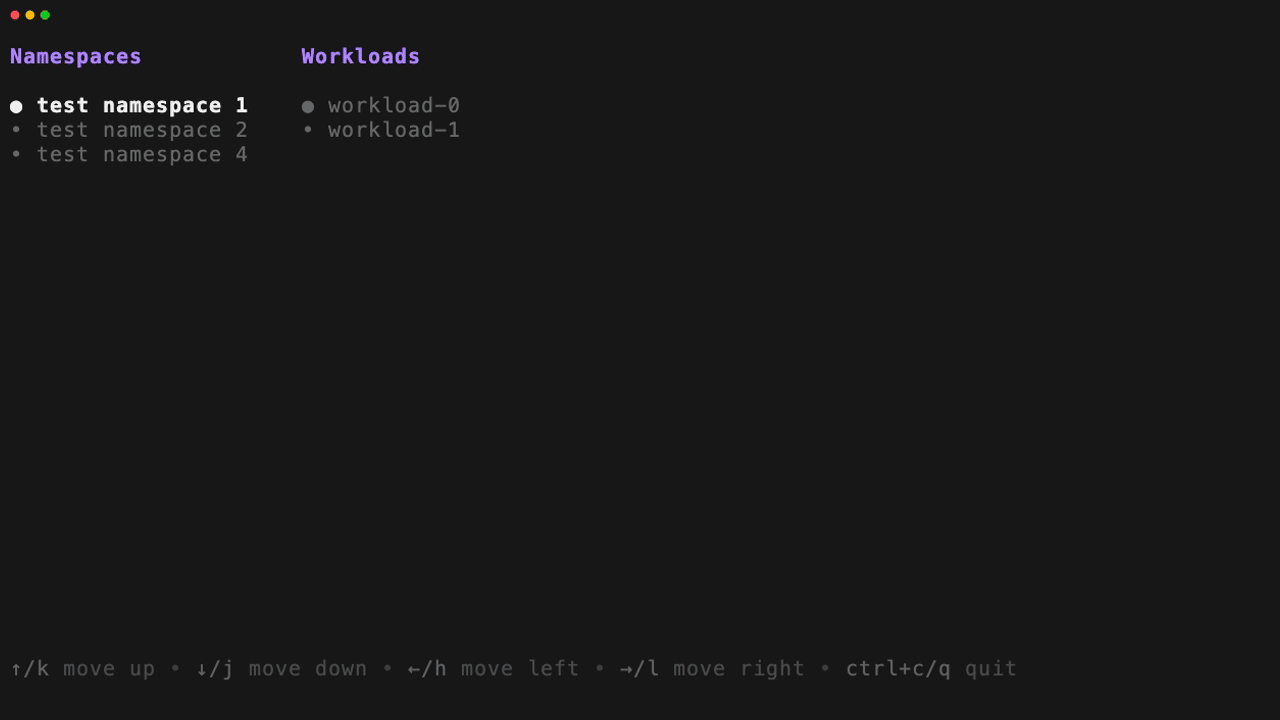 Namespaces Workloads
● test namespace 1 ● workload-0
• test namespace 2 • workload-1
• test namespace 4
↑/k move up • ↓/j move down • ←/h move left • →/l move right • ctrl+c/q quit